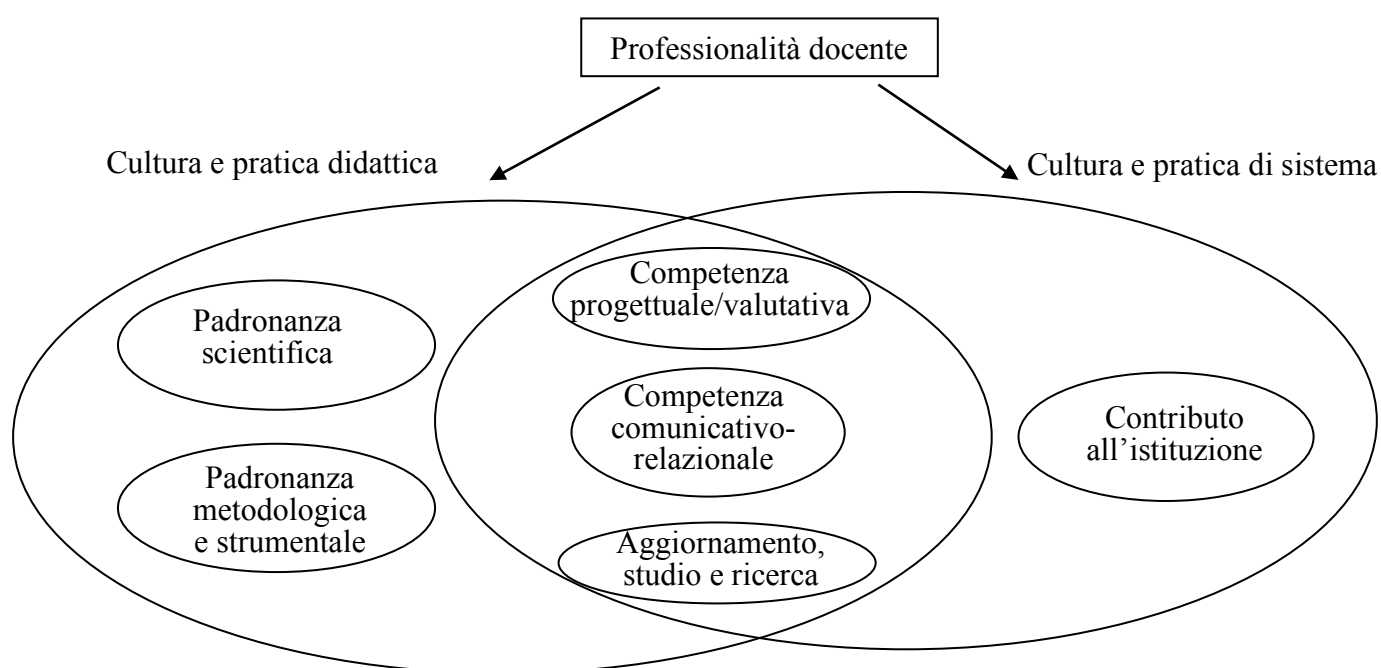 Professionalità docente
Cultura e pratica didattica
Cultura e pratica di sistema
Competenza
progettuale/valutativa
Padronanza
scientifica
Competenza
comunicativo-
relazionale
Contributo
all’istituzione
Padronanza
metodologica
e strumentale
Aggiornamento,
studio e ricerca